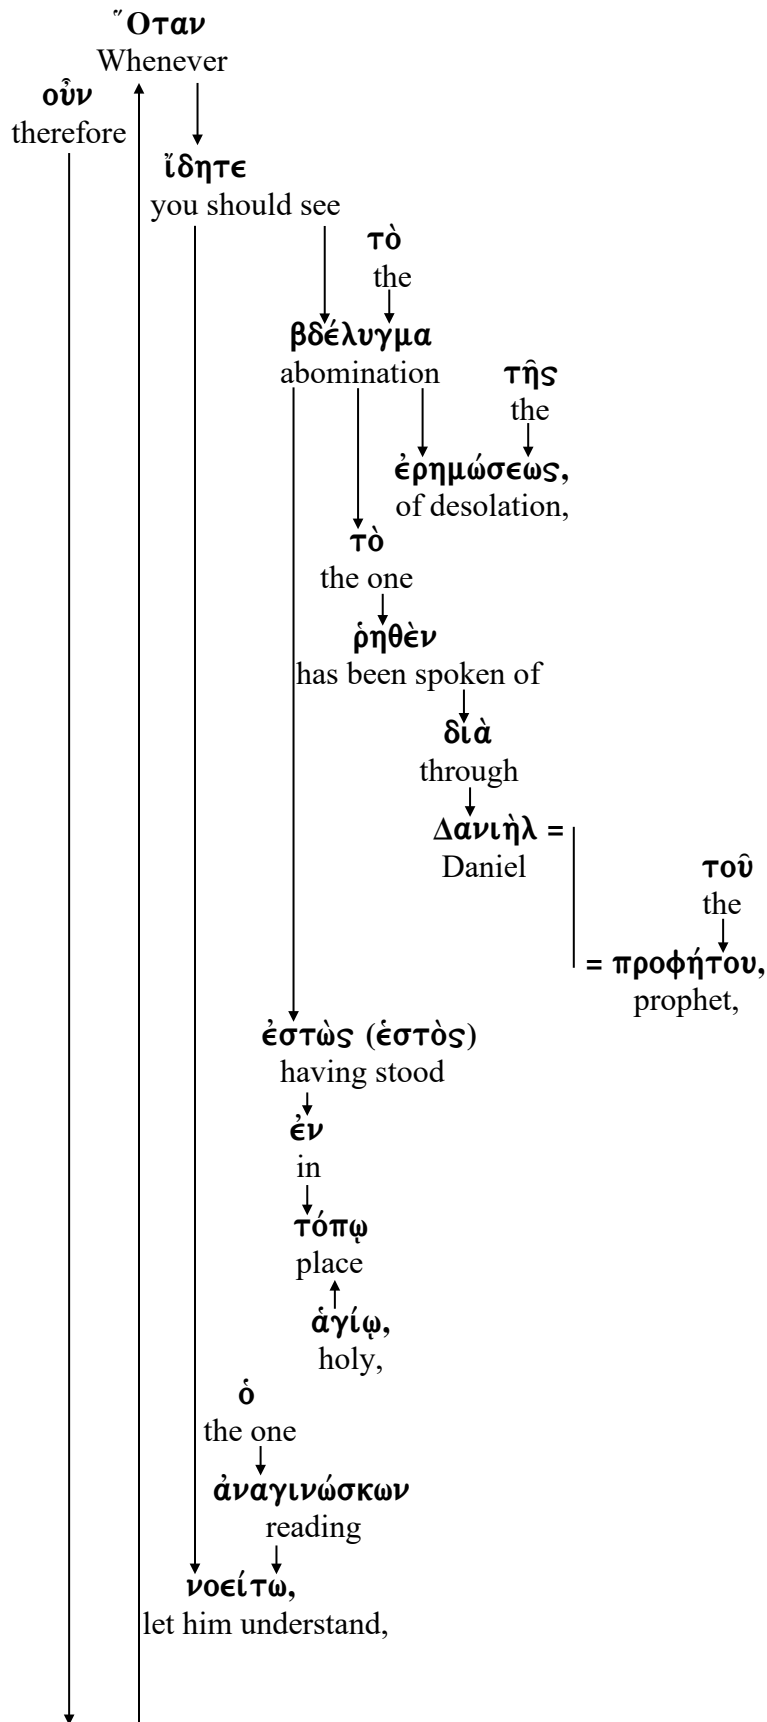 Ὅταν
Whenever
οὖν
therefore
ἴδητε
you should see
τὸ
the
βδέλυγμα
abomination
τῆς
the
ἐρημώσεως,
of desolation,
τὸ
the one
ῥηθὲν
has been spoken of
διὰ
through
Δανιὴλ =
Daniel
τοῦ
the
= προφήτου,
prophet,
ἐστὼς (ἑστὸς)
having stood
ἐν
in
τόπῳ
place
ἁγίῳ,
holy,
ὁ
the one
ἀναγινώσκων
reading
νοείτω,
let him understand,